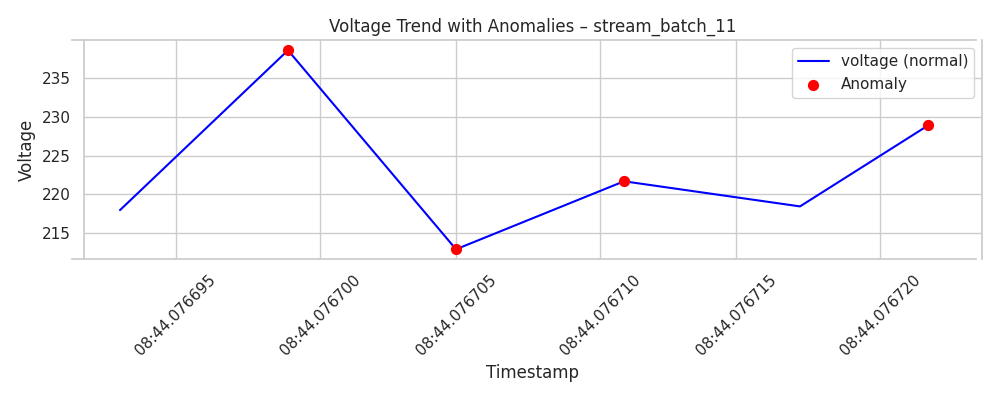 Voltage Trend with Anomalies – stream_batch_11
voltage (normal)
Anomaly
Voltage
235
230
225
220
215
08:44.076695
08:44.076700
08:44.076705
08:44.076710
08:44.076715
08:44.076720
Timestamp